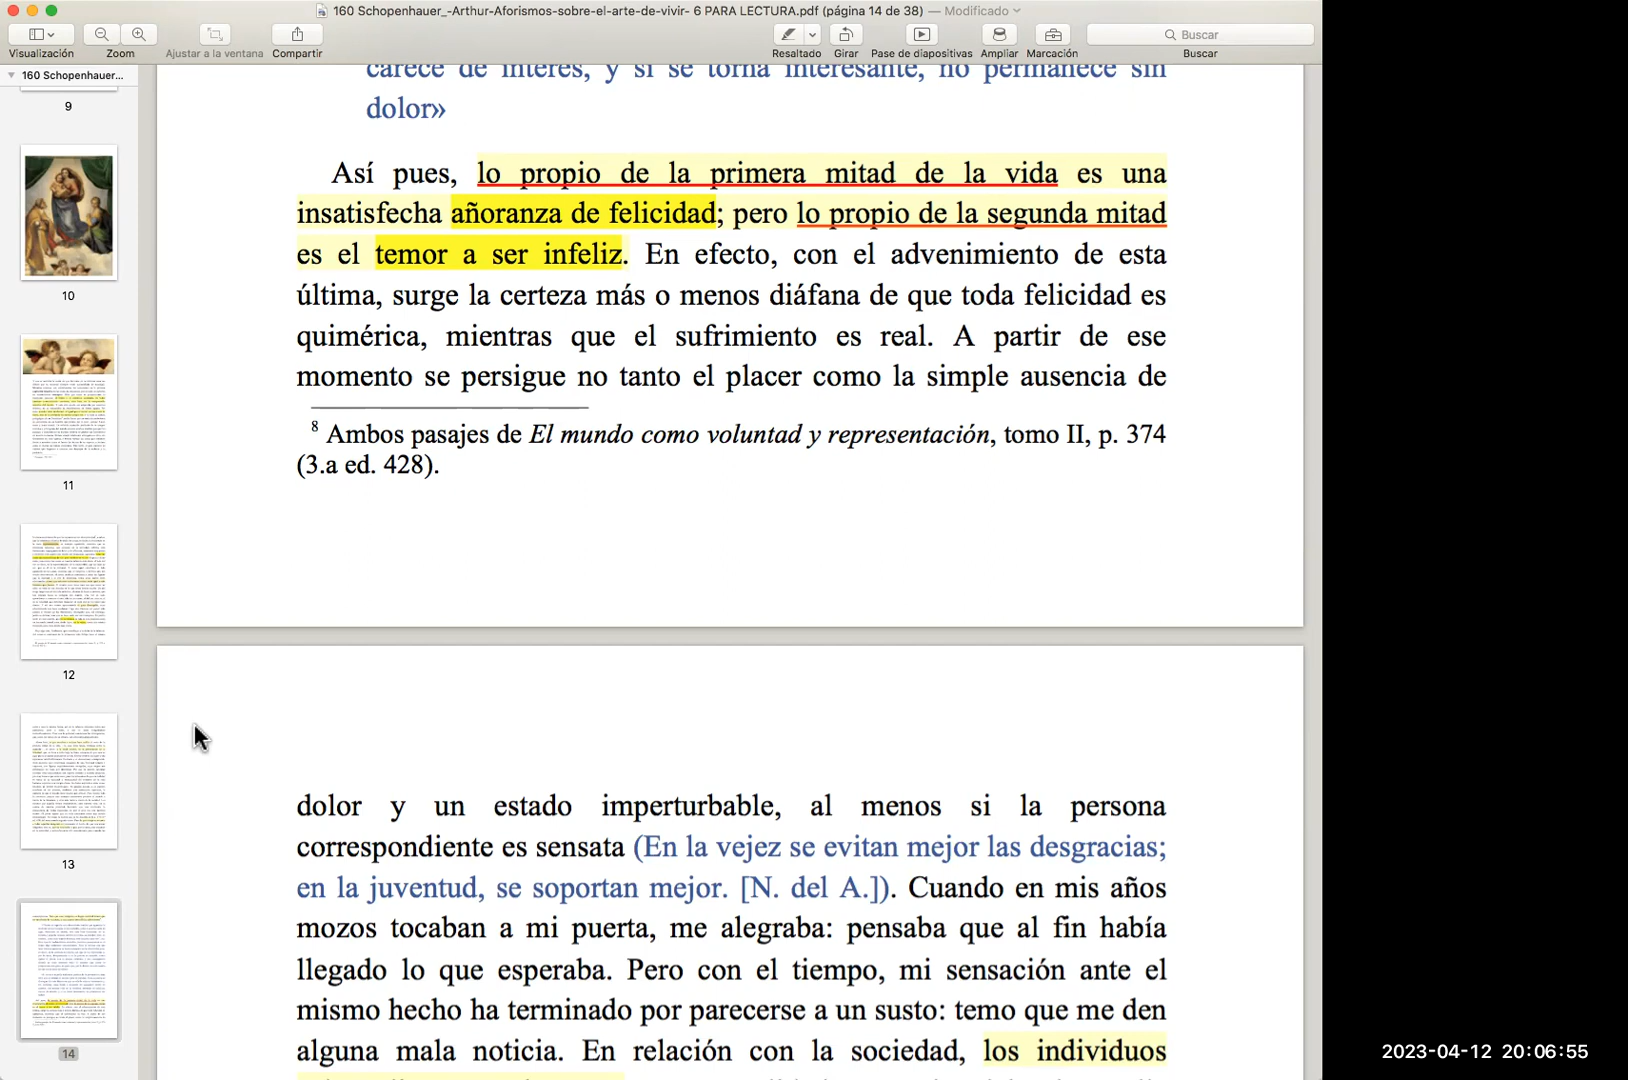 160 Schopenhauer_-Arthur-Aforismos-sobre-el-arte-de-vivir- 6 PARA LECTURA.pdf (página 14 de 38) — Modificado
Visualización
Zoom
Ajustar a la ventana
Compartir
Resaltado
Girar
Pase de diapositivas
Ampliar
Marcación
Buscar
Buscar
160 Schopenhauer...
9
10
11
12
13
14
carece de interés, y si se torna interesante, no permanece sin
dolor»
Así pues, lo propio de la primera mitad de la vida es una
insatisfecha añoranza de felicidad; pero lo propio de la segunda mitad
es el temor a ser infeliz. En efecto, con el advenimiento de esta
última, surge la certeza más o menos diáfana de que toda felicidad es
quimérica, mientras que el sufrimiento es real. A partir de ese
momento se persigue no tanto el placer como la simple ausencia de
8 Ambos pasajes de El mundo como voluntad y representación, tomo II, p. 374
(3.a ed. 428).
dolor y un estado imperturbable, al menos si la persona
correspondiente es sensata (En la vejez se evitan mejor las desgracias;
en la juventud, se soportan mejor. [N. del A.]). Cuando en mis años
mozos tocaban a mi puerta, me alegraba: pensaba que al fin había
llegado lo que esperaba. Pero con el tiempo, mi sensación ante el
mismo hecho ha terminado por parecerse a un susto: temo que me den
alguna mala noticia. En relación con la sociedad, los individuos
2023-04-12 20:06:55